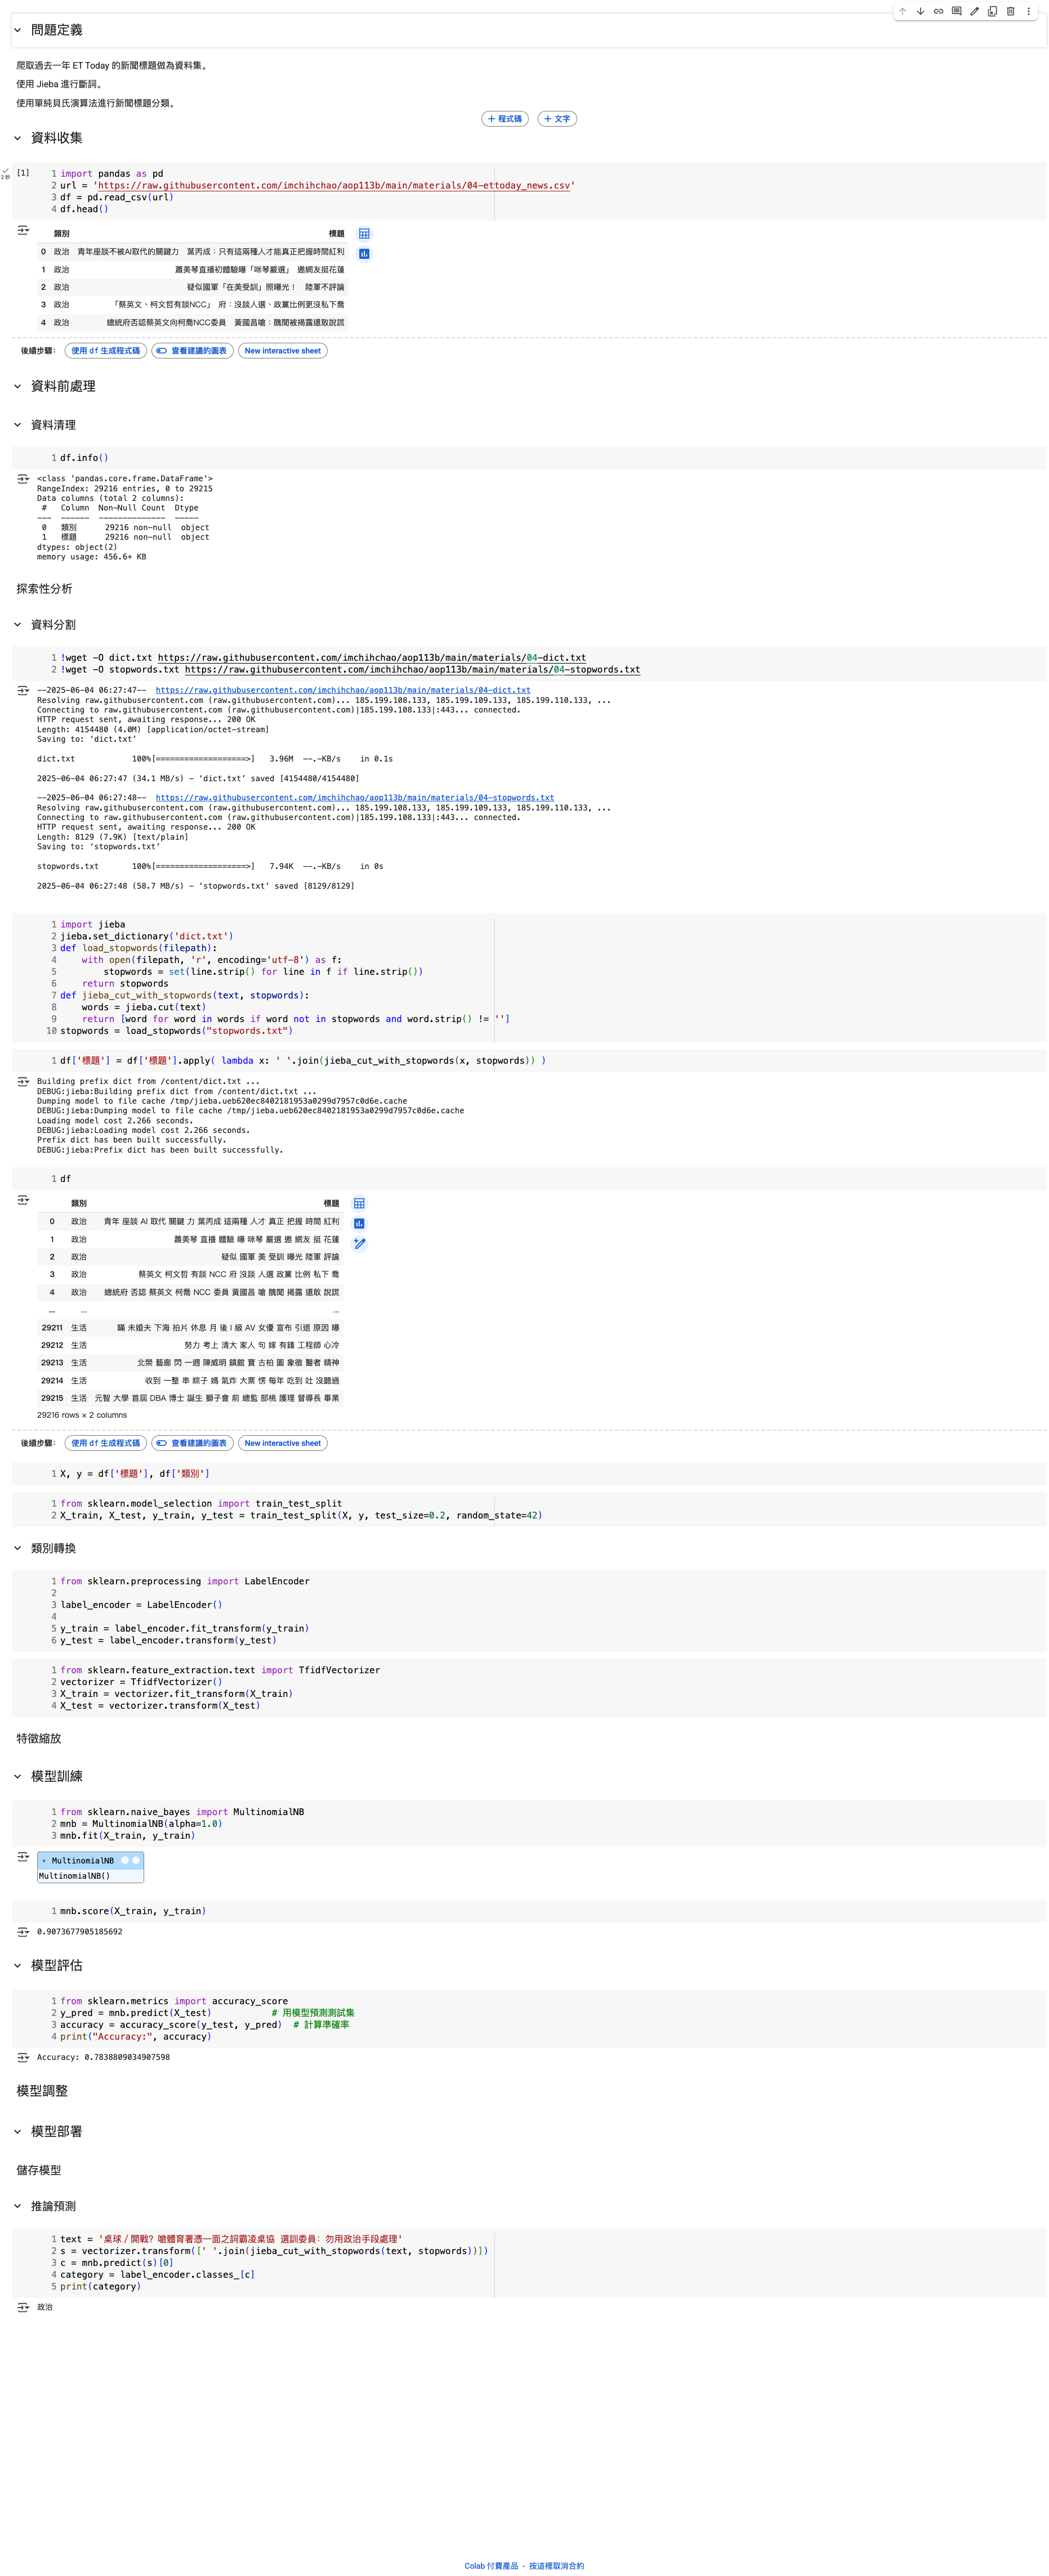 問題定義
爬取過去一年 ET Today 的新聞標題做為資料集。
使用 Jieba 進行斷詞。
使用單純貝氏演算法進行新聞標題分類。
+ 程式碼 + 文字
資料收集
2 秒
[1]
1 import pandas as pd
2 url = 'https://raw.githubusercontent.com/imchihchao/aop113b/main/materials/04-ettoday_news.csv'
3 df = pd.read_csv(url)
4 df.head()
類別 標題
0 政治 青年座談不被AI取代的關鍵力 葉丙成：只有這兩種人才能真正把握時間紅利
1 政治 蕭美琴直播初體驗曝「咪琴嚴選」 邀網友挺花蓮
2 政治 疑似國軍「在美受訓」照曝光！ 陸軍不評論
3 政治 「蔡英文、柯文哲有談NCC』 府：沒談人選、政黨比例更沒私下喬
4 政治 總統府否認蔡英文向柯喬NCC委員 黃國昌嗆：醜聞被揭露還敢說謊
後續步驟： 使用 df 生成程式碼 查看建議的圖表 New interactive sheet
資料前處理
資料清理
1 df.info()
<class 'pandas.core.frame.DataFrame'>
RangeIndex: 29216 entries, 0 to 29215
Data columns (total 2 columns):
# Column Non-Null Count Dtype
--- ------ -------------- -----
0 類別 29216 non-null object
1 標題 29216 non-null object
dtypes: object(2)
memory usage: 456.6+ KB
探索性分析
資料分割
1 !wget -O dict.txt https://raw.githubusercontent.com/imchihchao/aop113b/main/materials/04-dict.txt
2 !wget -O stopwords.txt https://raw.githubusercontent.com/imchihchao/aop113b/main/materials/04-stopwords.txt
--2025-06-04 06:27:47-- https://raw.githubusercontent.com/imchihchao/aop113b/main/materials/04-dict.txt
Resolving raw.githubusercontent.com (raw.githubusercontent.com)... 185.199.108.133, 185.199.109.133, 185.199.110.133, ...
Connecting to raw.githubusercontent.com (raw.githubusercontent.com)|185.199.108.133|:443... connected.
HTTP request sent, awaiting response... 200 OK
Length: 4154480 (4.0M) [application/octet-stream]
Saving to: ‘dict.txt’
dict.txt 100%[===================>] 3.96M --.-KB/s in 0.1s
2025-06-04 06:27:47 (34.1 MB/s) - ‘dict.txt’ saved [4154480/4154480]
--2025-06-04 06:27:48-- https://raw.githubusercontent.com/imchihchao/aop113b/main/materials/04-stopwords.txt
Resolving raw.githubusercontent.com (raw.githubusercontent.com)... 185.199.108.133, 185.199.109.133, 185.199.110.133, ...
Connecting to raw.githubusercontent.com (raw.githubusercontent.com)|185.199.108.133|:443... connected.
HTTP request sent, awaiting response... 200 OK
Length: 8129 (7.9K) [text/plain]
Saving to: ‘stopwords.txt’
stopwords.txt 100%[===================>] 7.94K --.-KB/s in 0s
2025-06-04 06:27:48 (58.7 MB/s) - ‘stopwords.txt’ saved [8129/8129]
1 import jieba
2 jieba.set_dictionary('dict.txt')
3 def load_stopwords(filepath):
4 with open(filepath, 'r', encoding='utf-8') as f:
5 stopwords = set(line.strip() for line in f if line.strip())
6 return stopwords
7 def jieba_cut_with_stopwords(text, stopwords):
8 words = jieba.cut(text)
9 return [word for word in words if word not in stopwords and word.strip() != '']
10 stopwords = load_stopwords("stopwords.txt")
1 df['標題'] = df['標題'].apply( lambda x: ' '.join(jieba_cut_with_stopwords(x, stopwords)) )
Building prefix dict from /content/dict.txt ...
DEBUG:jieba:Building prefix dict from /content/dict.txt ...
Dumping model to file cache /tmp/jieba.ueb620ec8402181953a0299d7957c0d6e.cache
DEBUG:jieba:Dumping model to file cache /tmp/jieba.ueb620ec8402181953a0299d7957c0d6e.cache
Loading model cost 2.266 seconds.
DEBUG:jieba:Loading model cost 2.266 seconds.
Prefix dict has been built successfully.
DEBUG:jieba:Prefix dict has been built successfully.
1 df
類別 標題
0 政治 青年 座談 AI 取代 關鍵 力 葉丙成 這兩種 人才 真正 把握 時間 紅利
1 政治 蕭美琴 直播 體驗 曝 咪琴 嚴選 邀 網友 挺 花蓮
2 政治 疑似 國軍 美 受訓 曝光 陸軍 評論
3 政治 蔡英文 柯文哲 有談 NCC 府 沒談 人選 政黨 比例 私下 喬
4 政治 總統府 否認 蔡英文 柯喬 NCC 委員 黃國昌 嗆 醜聞 揭露 還敢 說謊
... ... ...
29211 生活 瞞 未婚夫 下海 拍片 休息 月 後 I 級 AV 女優 宣布 引退 原因 曝
29212 生活 努力 考上 清大 家人 句 嫁 有錢 工程師 心冷
29213 生活 北榮 藝廊 閃 一週 陳威明 鎮館 寶 古柏 圖 象徵 醫者 精神
29214 生活 收到 一整 串 粽子 媽 氣炸 大票 愣 每年 吃到 吐 沒聽過
29215 生活 元智 大學 首屆 DBA 博士 誕生 獅子會 前 總監 部桃 護理 督導長 畢業
29216 rows × 2 columns
後續步驟： 使用 df 生成程式碼 查看建議的圖表 New interactive sheet
1 X, y = df['標題'], df['類別']
1 from sklearn.model_selection import train_test_split
2 X_train, X_test, y_train, y_test = train_test_split(X, y, test_size=0.2, random_state=42)
類別轉換
1 from sklearn.preprocessing import LabelEncoder
2
3 label_encoder = LabelEncoder()
4
5 y_train = label_encoder.fit_transform(y_train)
6 y_test = label_encoder.transform(y_test)
1 from sklearn.feature_extraction.text import TfidfVectorizer
2 vectorizer = TfidfVectorizer()
3 X_train = vectorizer.fit_transform(X_train)
4 X_test = vectorizer.transform(X_test)
特徵縮放
模型訓練
1 from sklearn.naive_bayes import MultinomialNB
2 mnb = MultinomialNB(alpha=1.0)
3 mnb.fit(X_train, y_train)
▾ MultinomialNB
MultinomialNB()
1 mnb.score(X_train, y_train)
0.9073677905185692
模型評估
1 from sklearn.metrics import accuracy_score
2 y_pred = mnb.predict(X_test) # 用模型預測測試集
3 accuracy = accuracy_score(y_test, y_pred) # 計算準確率
4 print("Accuracy:", accuracy)
Accuracy: 0.7838809034907598
模型調整
模型部署
儲存模型
推論預測
1 text = '桌球／開戰？嗆體育署憑一面之詞霸凌桌協 選訓委員：勿用政治手段處理'
2 s = vectorizer.transform([' '.join(jieba_cut_with_stopwords(text, stopwords))])
3 c = mnb.predict(s)[0]
4 category = label_encoder.classes_[c]
5 print(category)
政治
Colab 付費產品 - 按這裡取消合約